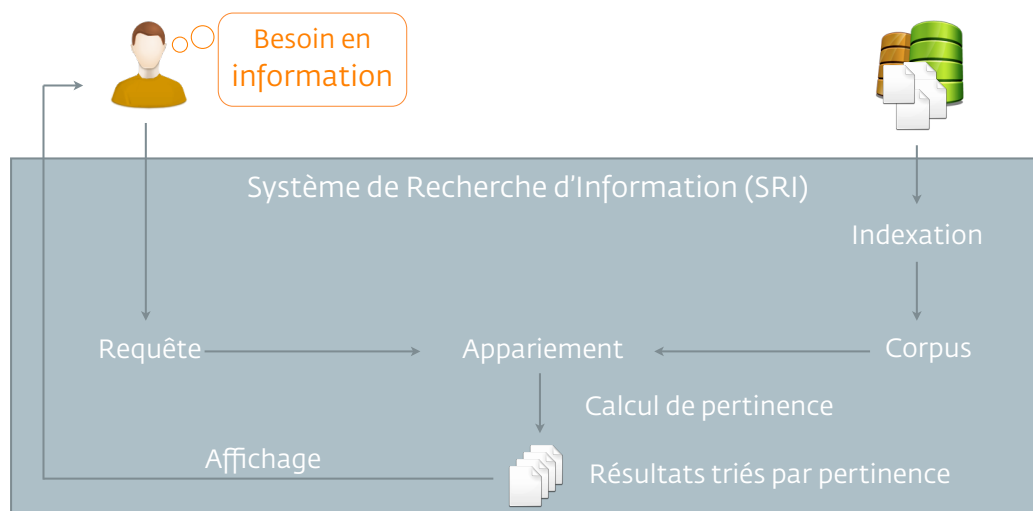 Besoin en
information
Système de Recherche d'Information (SRI)
Indexation
Requête
Appariement
Corpus
Calcul de pertinence
Affichage
Résultats triés par pertinence